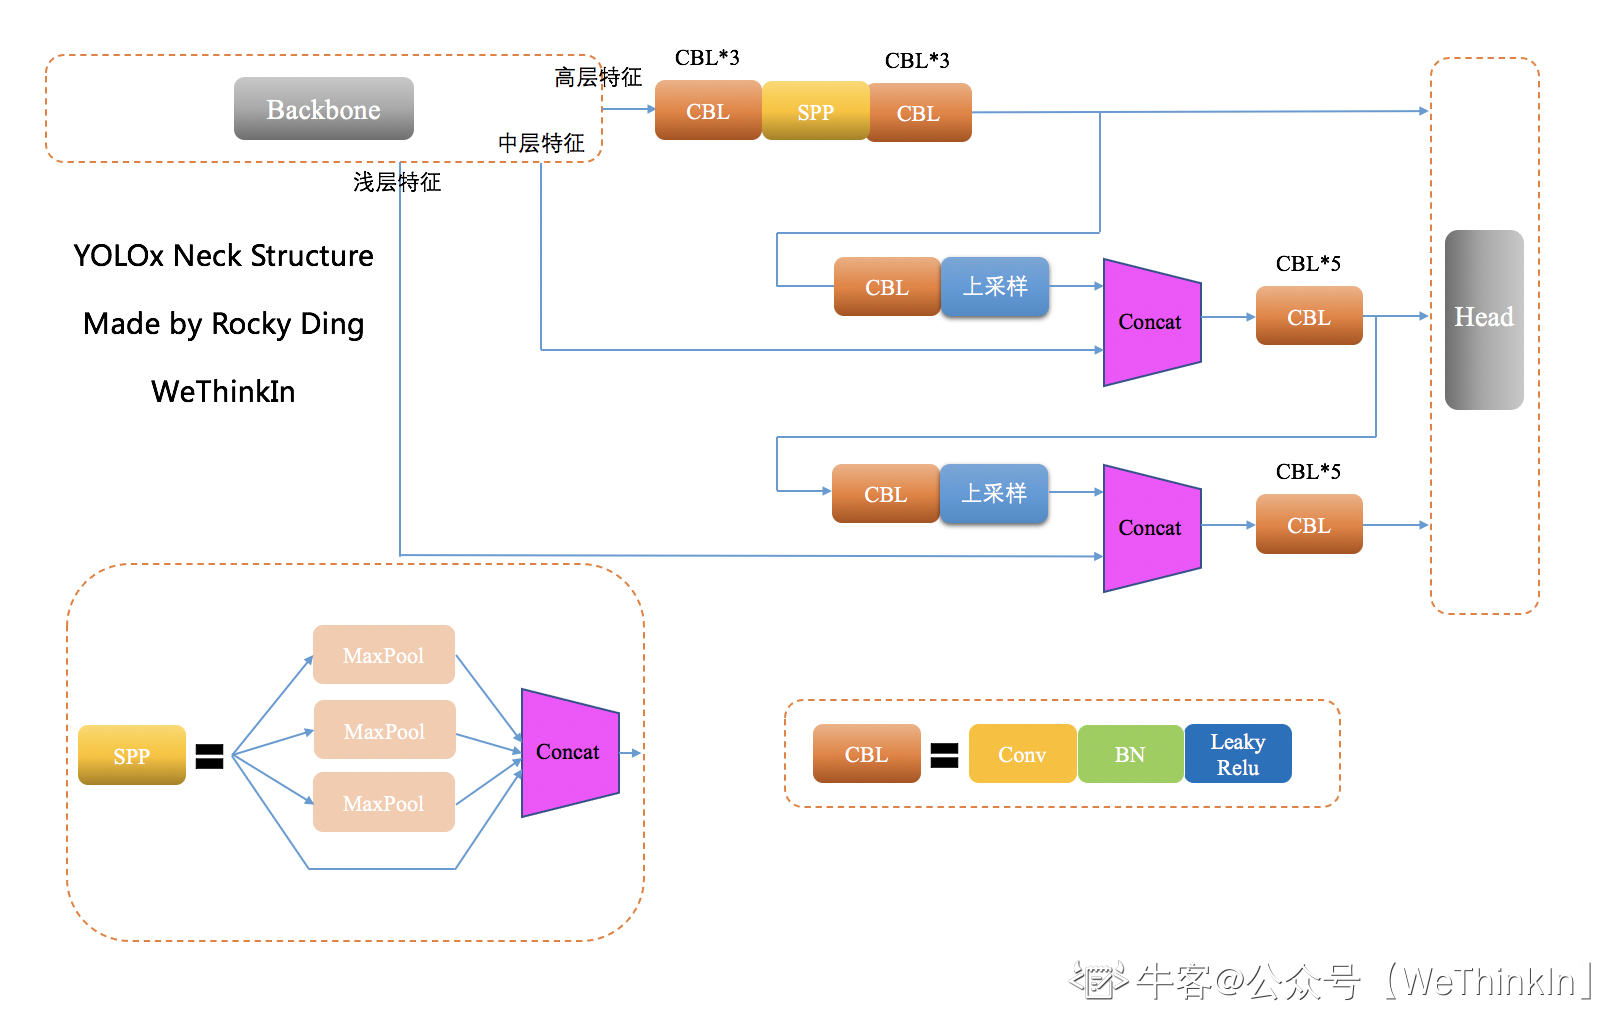 CBL*3
CBL*3
高层特征
Backbone
CBL
SPP
CBL
中层特征
浅层特征
YOLOx Neck Structure
Made by Rocky Ding
WeThinkIn
CBL
上采样
Concat
CBL*5
CBL
Head
CBL
上采样
Concat
CBL*5
CBL
SPP
MaxPool
MaxPool
MaxPool
Concat
CBL
Conv
BN
Leaky
Relu
牛客@公众号【WeThinkIn】